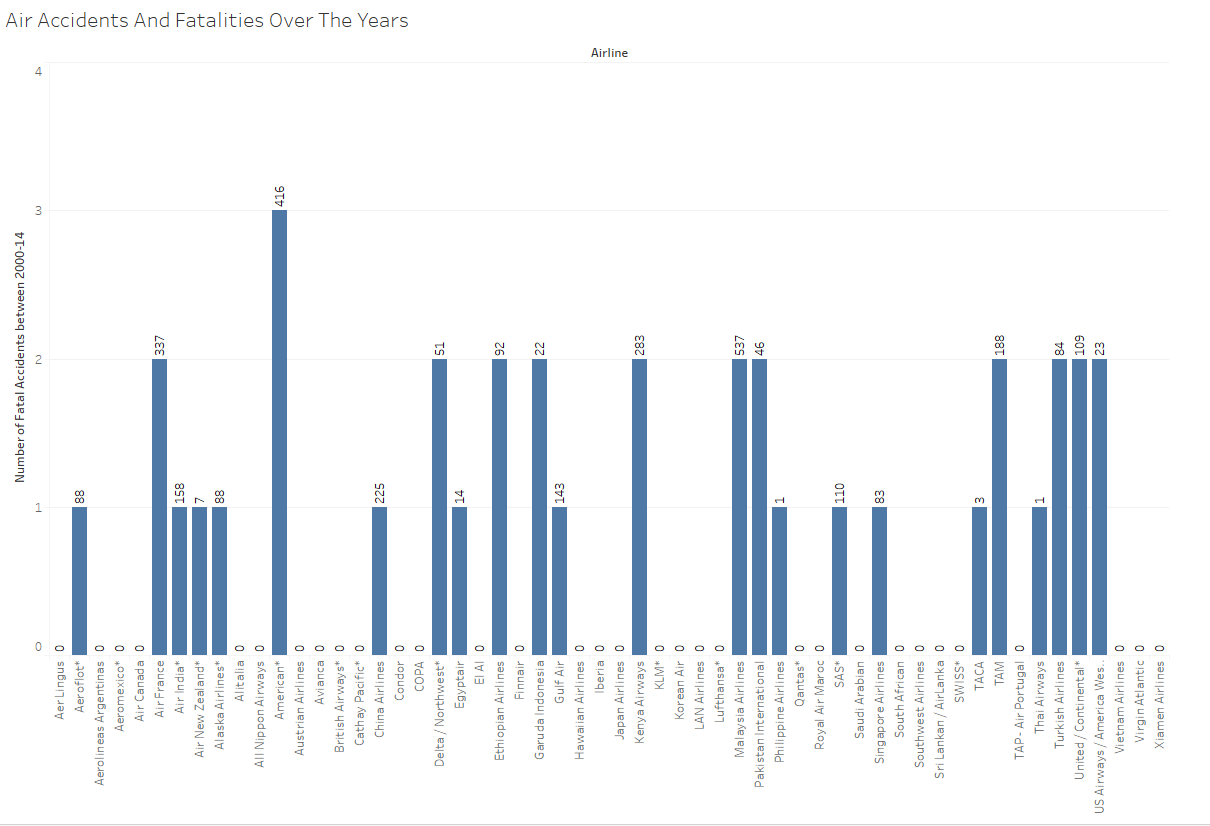 Air Accidents And Fatalities Over The Years
Airline
Number of Fatal Accidents between 2000-14
4
3
2
1
0
0
88
0
0
0
337
158
7
88
0
0
416
0
0
0
0
225
0
0
51
14
0
92
0
22
143
0
0
0
283
0
0
0
0
537
46
1
0
0
110
0
83
0
0
0
0
3
188
0
1
84
109
23
0
0
0
Aer Lingus
Aeroflot*
Aerolineas Argentinas
Aeromexico*
Air Canada
Air France
Air India*
Air New Zealand*
Alaska Airlines*
Alitalia
All Nippon Airways
American*
Austrian Airlines
Avianca
British Airways*
Cathay Pacific*
China Airlines
Condor
COPA
Delta / Northwest*
Egyptair
El Al
Ethiopian Airlines
Finnair
Garuda Indonesia
Gulf Air
Hawaiian Airlines
Iberia
Japan Airlines
Kenya Airways
KLM*
Korean Air
LAN Airlines
Lufthansa*
Malaysia Airlines
Pakistan International
Philippine Airlines
Qantas*
Royal Air Maroc
SAS*
Saudi Arabian
Singapore Airlines
South African
Southwest Airlines
Sri Lankan / AirLanka
SWISS*
TACA
TAM
TAP - Air Portugal
Thai Airways
Turkish Airlines
United / Continental*
US Airways / America Wes..
Vietnam Airlines
Virgin Atlantic
Xiamen Airlines